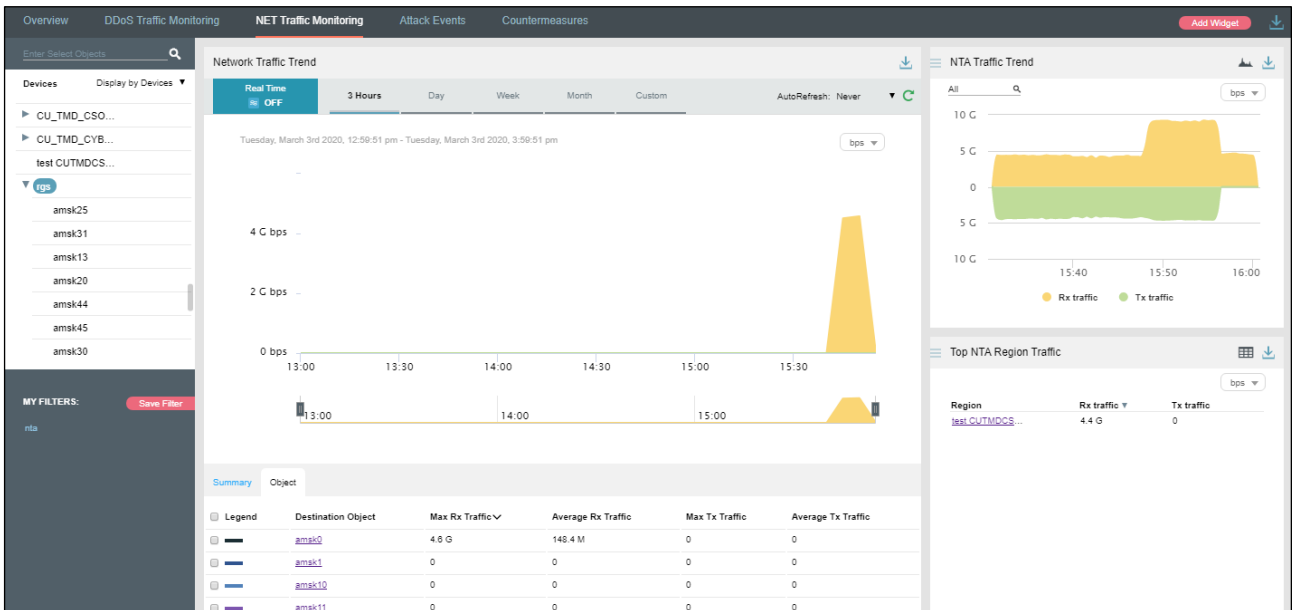 Overview DDoS Traffic Monitoring NET Traffic Monitoring Attack Events Countermeasures Add Widget
Enter Select Objects
Devices Display by Devices
CU_TMD_CSO...
CU_TMD_CYB...
test CUTMDCS...
rgs
amsk25
amsk31
amsk13
amsk20
amsk44
amsk45
amsk30
MY FILTERS: Save Filter
nta
Network Traffic Trend
Real Time
OFF
3 Hours Day Week Month Custom AutoRefresh: Never
Tuesday, March 3rd 2020, 12:59:51 pm - Tuesday, March 3rd 2020, 3:59:51 pm
bps
4 G bps
2 G bps
0 bps
13:00 13:30 14:00 14:30 15:00 15:30
13:00 14:00 15:00
Summary Object
Legend Destination Object Max Rx Traffic Average Rx Traffic Max Tx Traffic Average Tx Traffic
amsk0 4.6 G 148.4 M 0 0
amsk1 0 0 0 0
amsk10 0 0 0 0
amsk11 0 0 0 0
NTA Traffic Trend
All
bps
10 G
5 G
0
5 G
10 G
15:40 15:50 16:00
Rx traffic Tx traffic
Top NTA Region Traffic
bps
Region Rx traffic Tx traffic
test CUTMDCS... 4.4 G 0